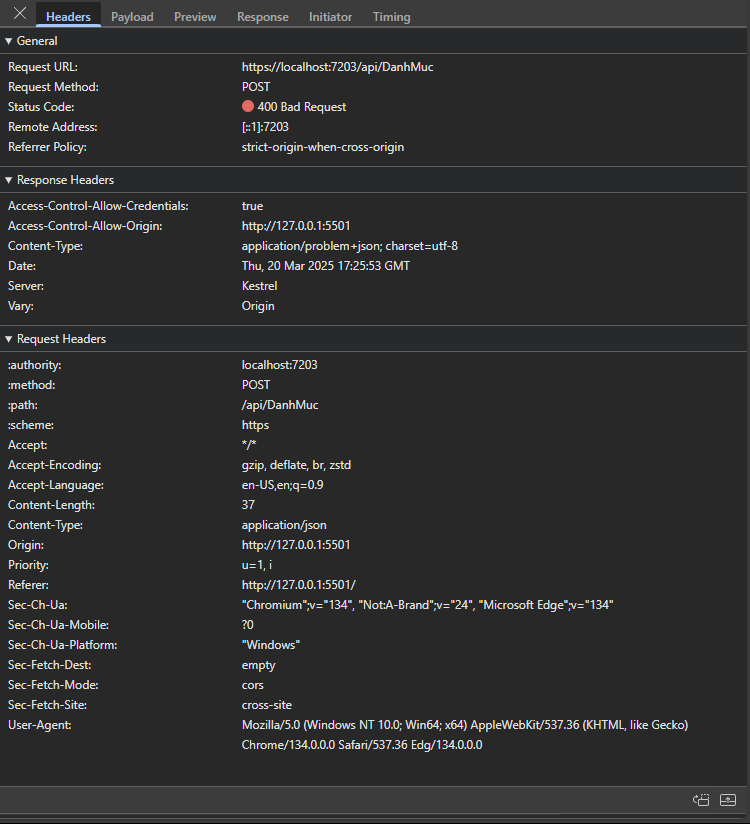 Headers Payload Preview Response Initiator Timing
General
Request URL: https://localhost:7203/api/DanhMuc
Request Method: POST
Status Code: 400 Bad Request
Remote Address: [::1]:7203
Referrer Policy: strict-origin-when-cross-origin
Response Headers
Access-Control-Allow-Credentials: true
Access-Control-Allow-Origin: http://127.0.0.1:5501
Content-Type: application/problem+json; charset=utf-8
Date: Thu, 20 Mar 2025 17:25:53 GMT
Server: Kestrel
Vary: Origin
Request Headers
:authority: localhost:7203
:method: POST
:path: /api/DanhMuc
:scheme: https
Accept: */*
Accept-Encoding: gzip, deflate, br, zstd
Accept-Language: en-US,en;q=0.9
Content-Length: 37
Content-Type: application/json
Origin: http://127.0.0.1:5501
Priority: u=1, i
Referer: http://127.0.0.1:5501/
Sec-Ch-Ua: "Chromium";v="134", "Not:A-Brand";v="24", "Microsoft Edge";v="134"
Sec-Ch-Ua-Mobile: ?0
Sec-Ch-Ua-Platform: "Windows"
Sec-Fetch-Dest: empty
Sec-Fetch-Mode: cors
Sec-Fetch-Site: cross-site
User-Agent: Mozilla/5.0 (Windows NT 10.0; Win64; x64) AppleWebKit/537.36 (KHTML, like Gecko)
Chrome/134.0.0.0 Safari/537.36 Edg/134.0.0.0